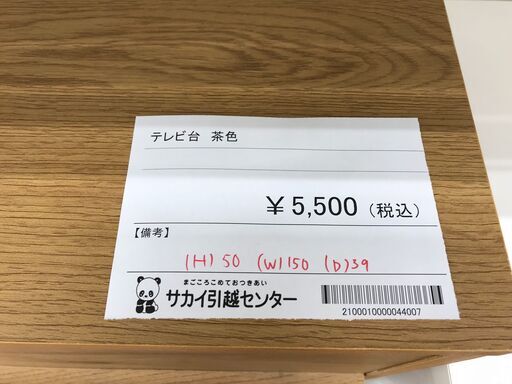 テレビ台 茶色
￥5,500（税込）
【備考】
(H)50 (W)150 (D)39
まごころこめておつきあい
サカイ引越センター
2100010000044007